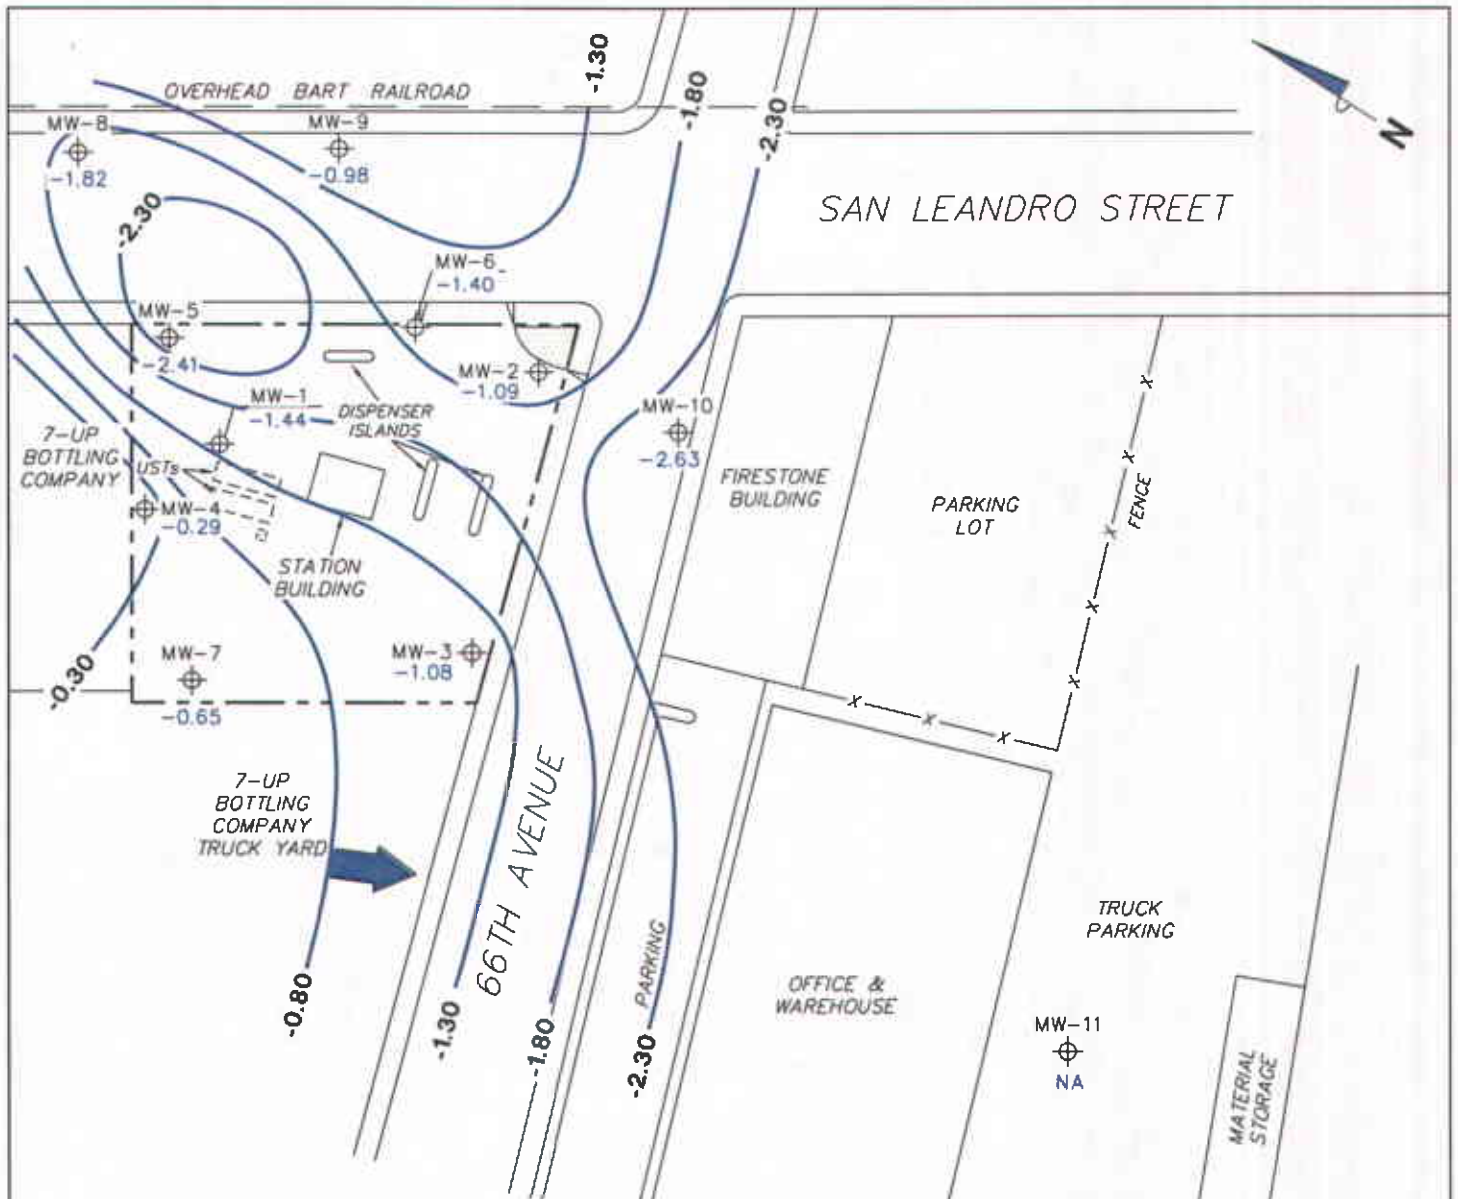 -1.30
-1.80
-2.30
OVERHEAD BART RAILROAD
MW-8
-1.82
MW-9
-0.98
N
SAN LEANDRO STREET
-2.30
MW-6
-1.40
MW-5
-2.41
MW-2
-1.09
MW-1
-1.44
DISPENSER
ISLANDS
MW-10
-2.63
7-UP
BOTTLING
COMPANY
USTs
MW-4
-0.29
STATION
BUILDING
FIRESTONE
BUILDING
PARKING
LOT
FENCE
X
X
X
X
X
X
X
X
-0.30
MW-7
-0.65
MW-3
-1.08
7-UP
BOTTLING
COMPANY
TRUCK YARD
66TH AVENUE
PARKING
-0.80
-1.30
-1.80
-2.30
OFFICE &
WAREHOUSE
TRUCK
PARKING
MW-11
NA
MATERIAL
STORAGE